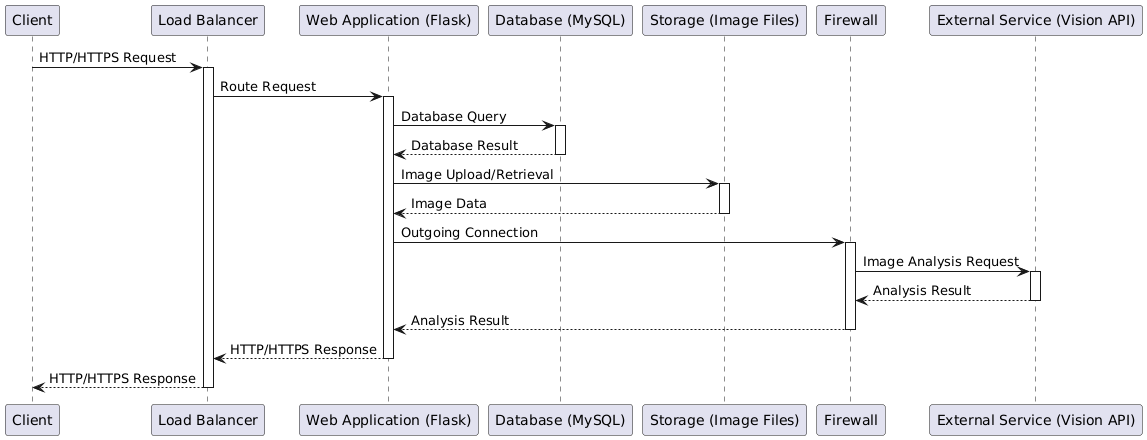 Client
Load Balancer
Web Application (Flask)
Database (MySQL)
Storage (Image Files)
Firewall
External Service (Vision API)
HTTP/HTTPS Request
Route Request
Database Query
Database Result
Image Upload/Retrieval
Image Data
Outgoing Connection
Image Analysis Request
Analysis Result
Analysis Result
HTTP/HTTPS Response
HTTP/HTTPS Response
Client
Load Balancer
Web Application (Flask)
Database (MySQL)
Storage (Image Files)
Firewall
External Service (Vision API)